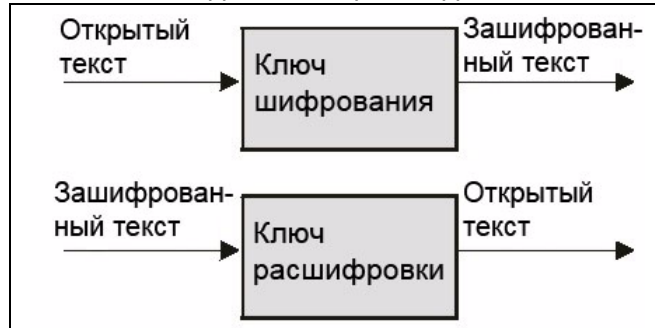 Открытый
текст
Ключ
шифрования
Зашифрован-
ный текст
Зашифрован-
ный текст
Ключ
расшифровки
Открытый
текст